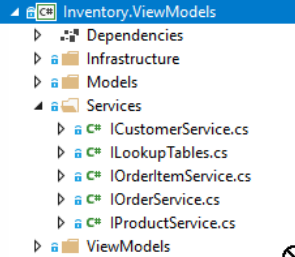 C# Inventory.ViewModels
Dependencies
Infrastructure
Models
Services
C# ICustomerService.cs
C# ILookupTables.cs
C# IOrderItemService.cs
C# IOrderService.cs
C# IProductService.cs
ViewModels